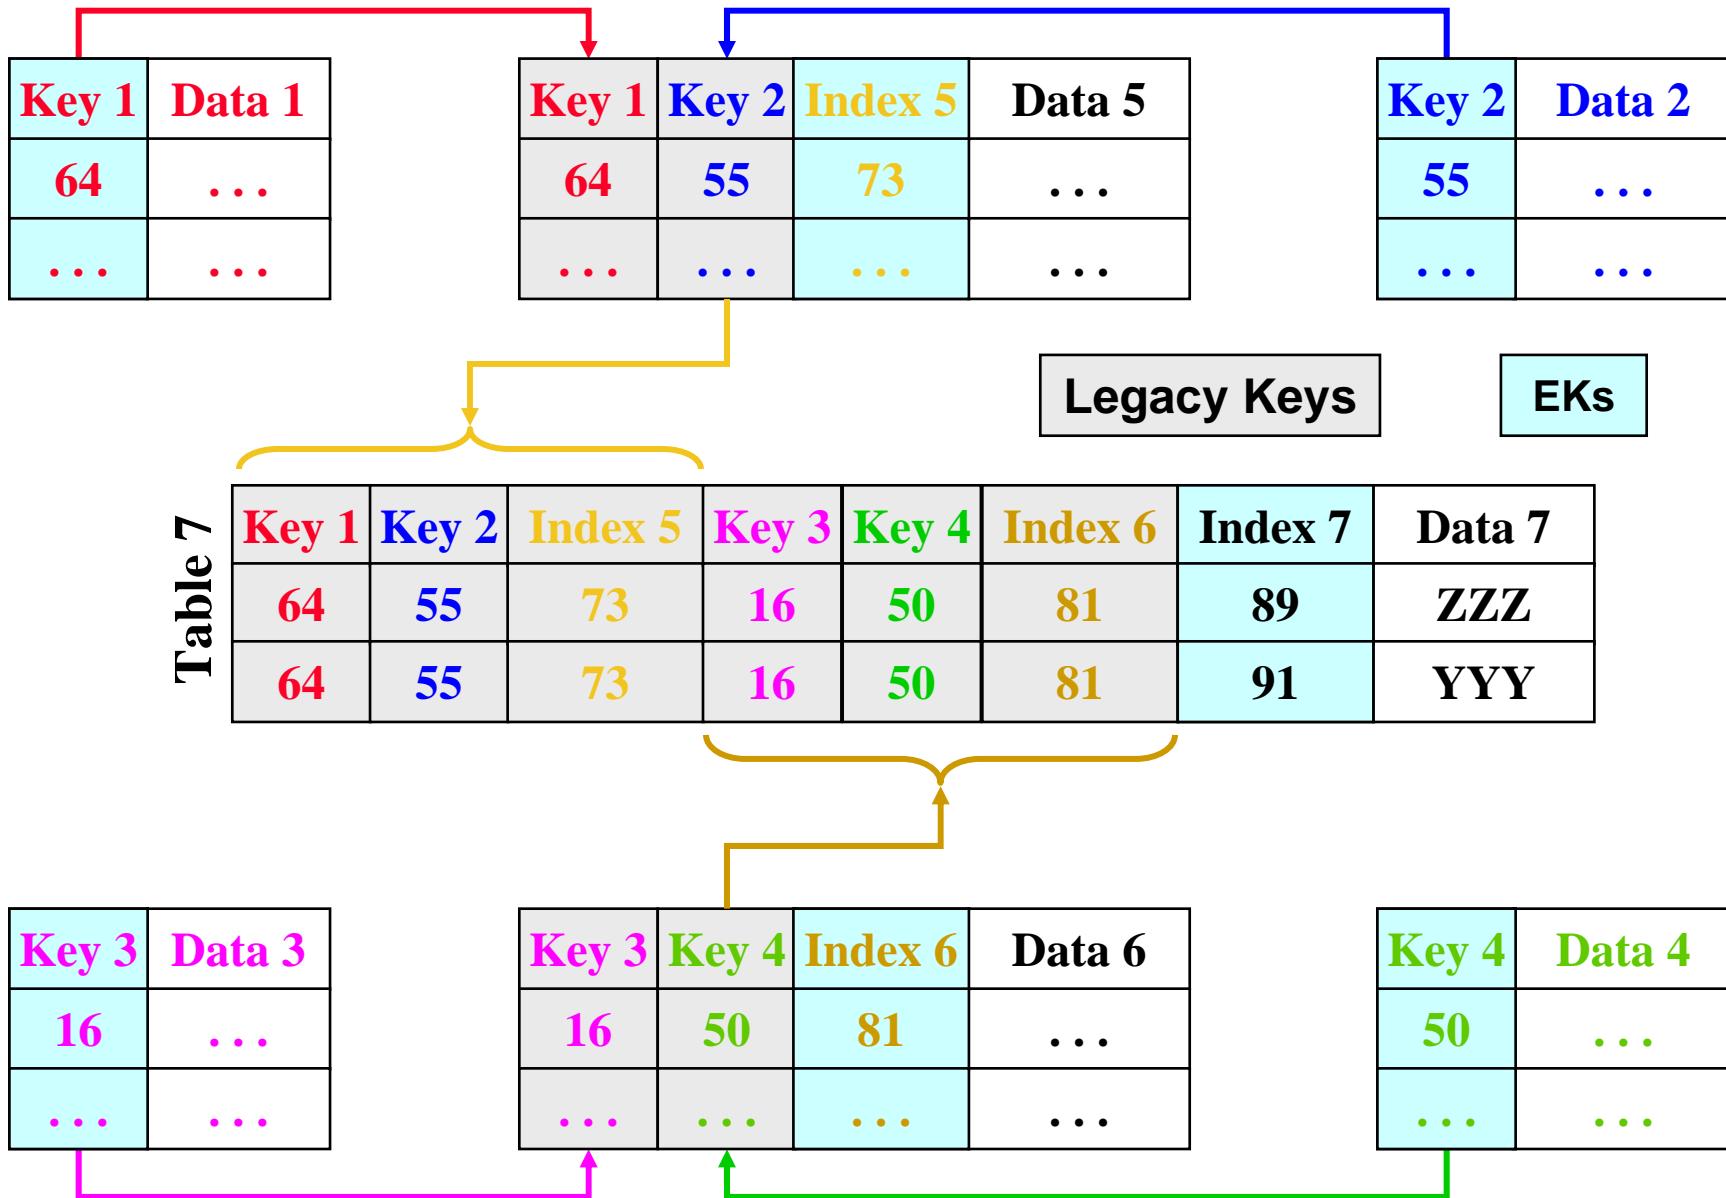 Key 1 Data 1
64 . . .
. . . . . .
Key 1 Key 2 Index 5 Data 5
64 55 73 . . .
. . . . . . . . . . . .
Key 2 Data 2
55 . . .
. . . . . .
Legacy Keys
EKs
Table 7
Key 1 Key 2 Index 5 Key 3 Key 4 Index 6 Index 7 Data 7
64 55 73 16 50 81 89 ZZZ
64 55 73 16 50 81 91 YYY
Key 3 Data 3
16 . . .
. . . . . .
Key 3 Key 4 Index 6 Data 6
16 50 81 . . .
. . . . . . . . . . . .
Key 4 Data 4
50 . . .
. . . . . .